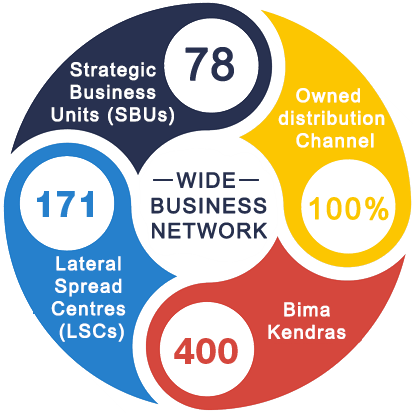 78
Strategic
Business
Units (SBUs)
Owned
distribution
Channel
100%
WIDE
BUSINESS
NETWORK
171
Lateral
Spread
Centres
(LSCs)
Bima
Kendras
400